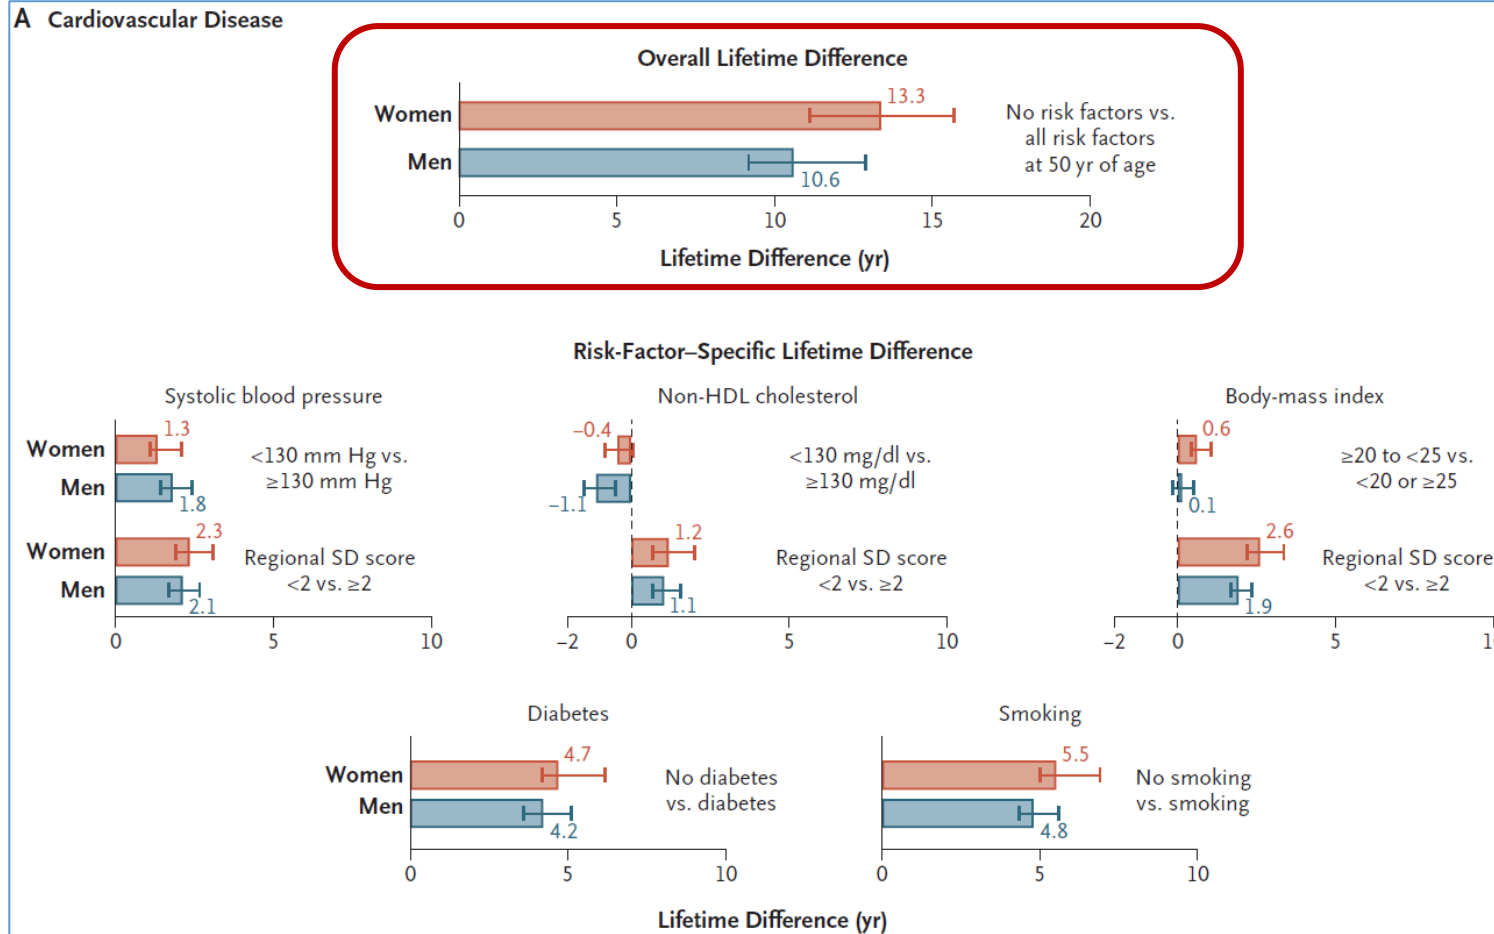 A Cardiovascular Disease
Overall Lifetime Difference
Women
13.3
Men
10.6
No risk factors vs.
all risk factors
at 50 yr of age
0 5 10 15 20
Lifetime Difference (yr)
Risk-Factor–Specific Lifetime Difference
Systolic blood pressure
Women
1.3
Men
1.8
<130 mm Hg vs.
≥130 mm Hg
Women
2.3
Men
2.1
Regional SD score
<2 vs. ≥2
0 5 10
Non-HDL cholesterol
−0.4
−1.1
<130 mg/dl vs.
≥130 mg/dl
1.2
1.1
Regional SD score
<2 vs. ≥2
−2 0 5 10
Body-mass index
0.6
0.1
≥20 to <25 vs.
<20 or ≥25
2.6
1.9
Regional SD score
<2 vs. ≥2
−2 0 5
Diabetes
Women
4.7
Men
4.2
No diabetes
vs. diabetes
0 5 10
Smoking
5.5
4.8
No smoking
vs. smoking
0 5 10
Lifetime Difference (yr)